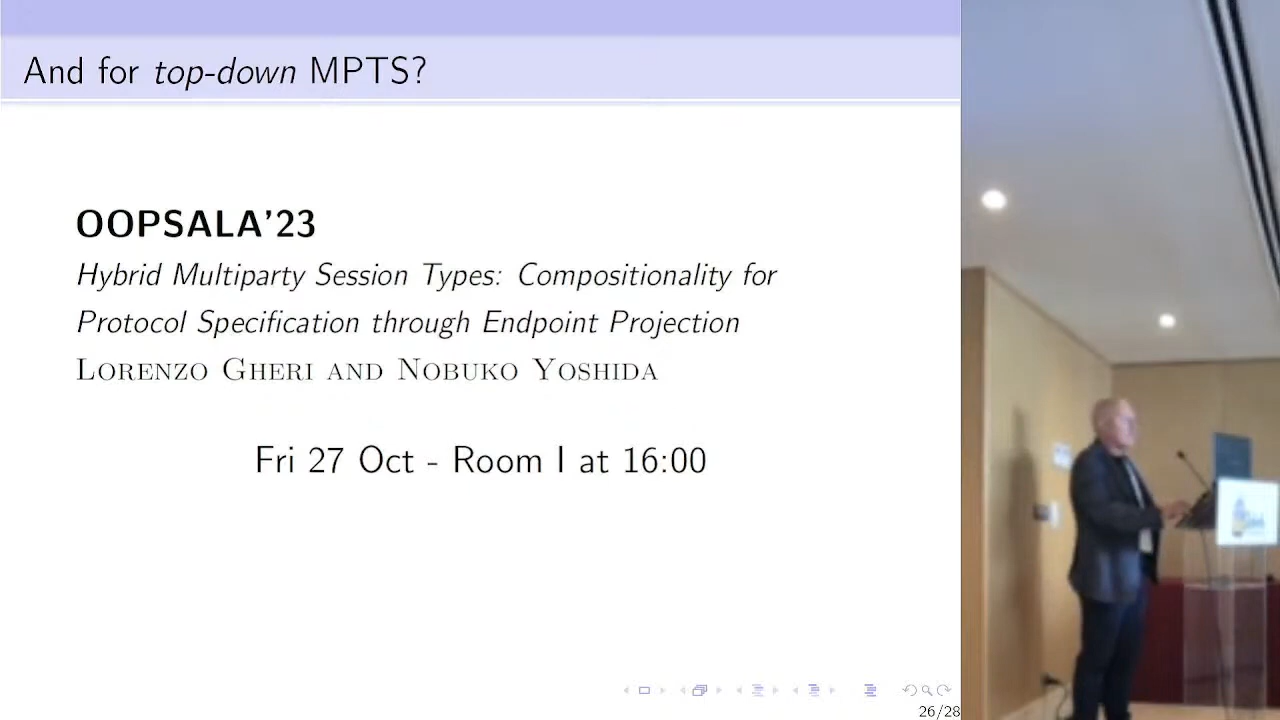 And for top-down MPTS?
OOPSALA'23
Hybrid Multiparty Session Types: Compositionality for
Protocol Specification through Endpoint Projection
Lorenzo Gheri and Nobuko Yoshida
Fri 27 Oct - Room I at 16:00
26/28